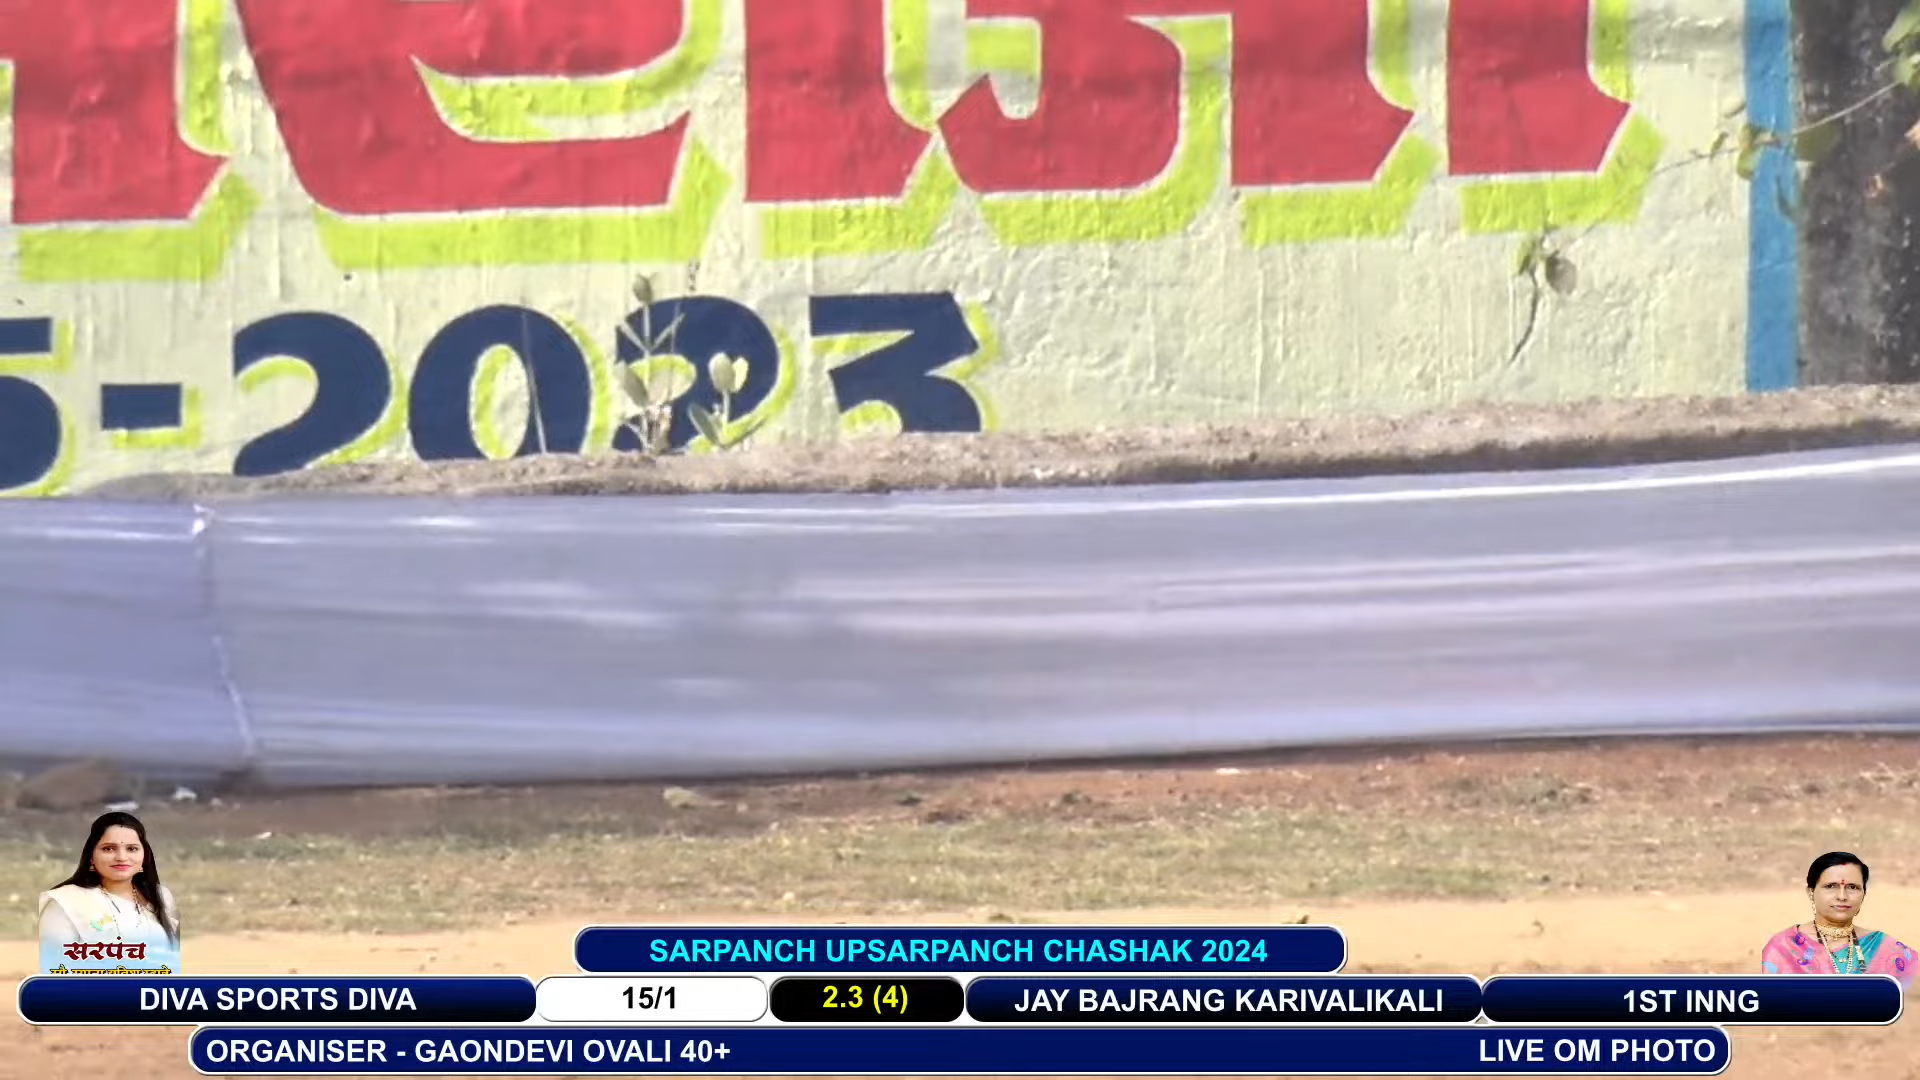 5-2023
सरपंच
SARPANCH UPSARPANCH CHASHAK 2024
DIVA SPORTS DIVA 15/1 2.3 (4) JAY BAJRANG KARIVALIKALI 1ST INNG
ORGANISER - GAONDEVI OVALI 40+ LIVE OM PHOTO